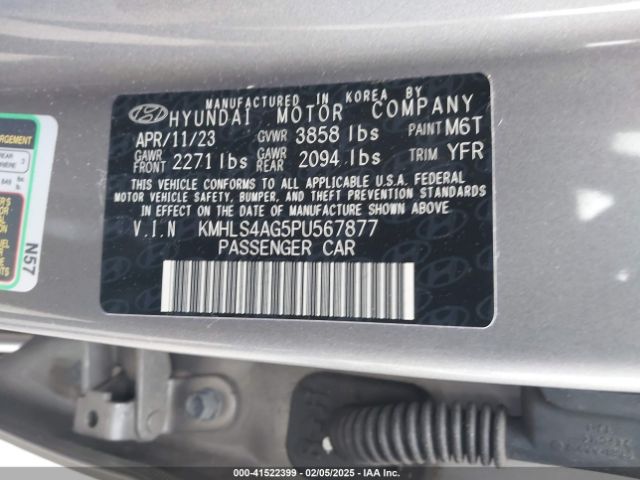 MANUFACTURED IN KOREA BY
HYUNDAI MOTOR COMPANY
APR/11/23 GVWR 3858 lbs PAINT M6T
GAWR FRONT 2271 lbs GAWR REAR 2094 lbs TRIM YFR
THIS VEHICLE CONFORMS TO ALL APPLICABLE U.S.A. FEDERAL
MOTOR VEHICLE SAFETY, BUMPER, AND THEFT PREVENTION STANDARDS
IN EFFECT ON THE DATE OF MANUFACTURE SHOWN ABOVE.
V.I.N KMHLS4AG5PU567877
PASSENGER CAR
N57
000-41522399 - 02/05/2025 - IAA Inc.